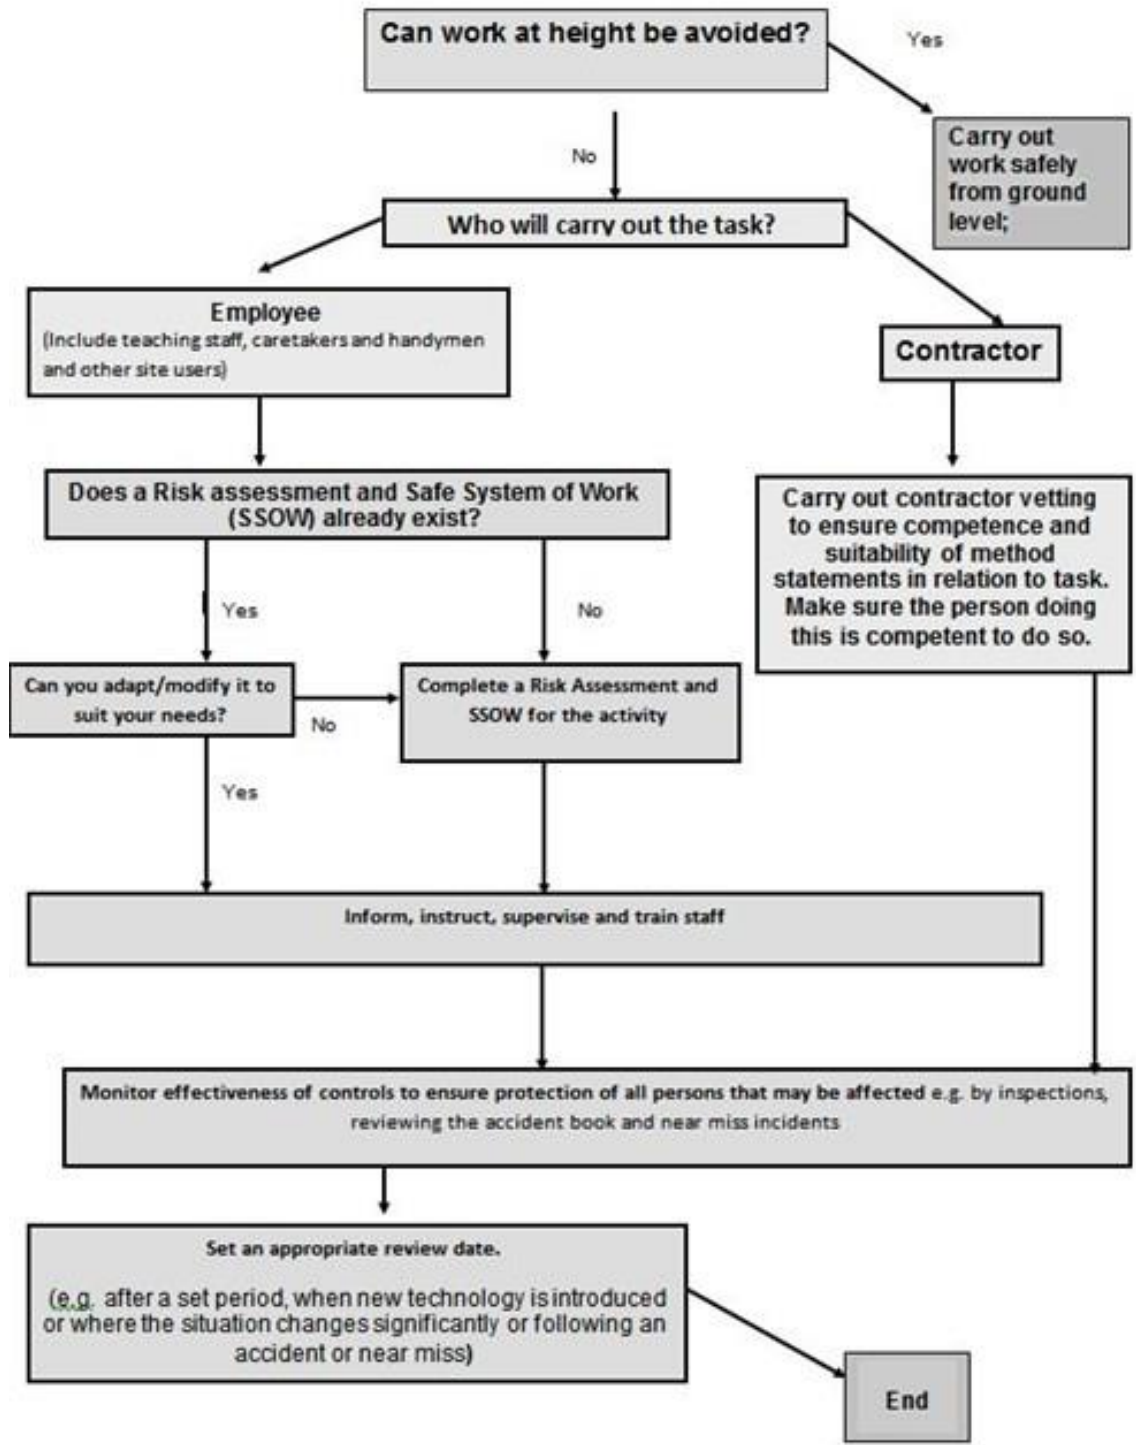 Can work at height be avoided?
Yes
Carry out
work safely
from ground
level;
No
Who will carry out the task?
Employee
(Include teaching staff, caretakers and handymen
and other site users)
Contractor
Does a Risk assessment and Safe System of Work
(SSOW) already exist?
Carry out contractor vetting
to ensure competence and
suitability of method
statements in relation to task.
Make sure the person doing
this is competent to do so.
Yes
No
Can you adapt/modify it to
suit your needs?
No
Complete a Risk Assessment and
SSOW for the activity
Yes
Inform, instruct, supervise and train staff
Monitor effectiveness of controls to ensure protection of all persons that may be affected e.g. by inspections,
reviewing the accident book and near miss incidents
Set an appropriate review date.
(e.g. after a set period, when new technology is introduced
or where the situation changes significantly or following an
accident or near miss)
End